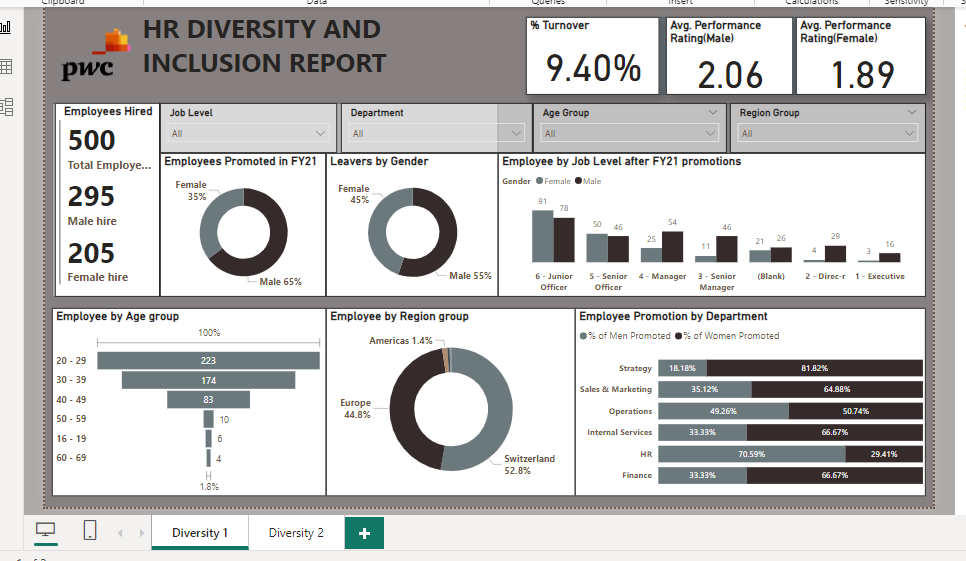 Clipboard
Data
Queries
Insert
Calculations
Sensitivity
pwc
HR DIVERSITY AND
INCLUSION REPORT
% Turnover
9.40%
Avg. Performance
Rating(Male)
2.06
Avg. Performance
Rating(Female)
1.89
Employees Hired
500
Total Employe...
295
Male hire
205
Female hire
Job Level
All
Department
All
Age Group
All
Region Group
All
Employees Promoted in FY21
Female
35%
Male 65%
Leavers by Gender
Female
45%
Male 55%
Employee by Job Level after FY21 promotions
Gender Female Male
91 78 50 46 25 54 11 46 21 26 4 29 3 16
6 - Junior
Officer
5 - Senior
Officer
4 - Manager
3 - Senior
Manager
(Blank)
2 - Direc-r
1 - Executive
Employee by Age group
100%
20 - 29 223
30 - 39 174
40 - 49 83
50 - 59 10
16 - 19 6
60 - 69 4
1.8%
Employee by Region group
Americas 1.4%
Europe
44.8%
Switzerland
52.8%
Employee Promotion by Department
% of Men Promoted % of Women Promoted
Strategy 18.18% 81.82%
Sales & Marketing 35.12% 64.88%
Operations 49.26% 50.74%
Internal Services 33.33% 66.67%
HR 70.59% 29.41%
Finance 33.33% 66.67%
Diversity 1
Diversity 2
+